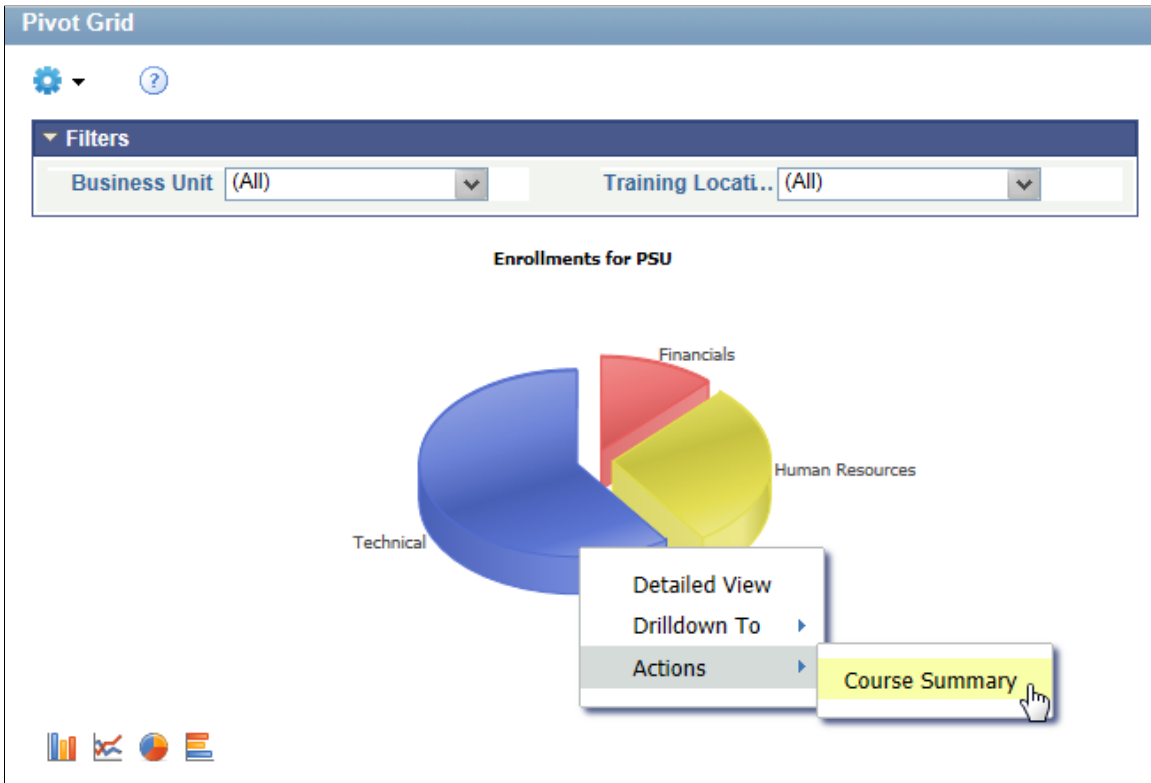 Pivot Grid
?
Filters
Business Unit (All) Training Locati... (All)
Enrollments for PSU
Financials
Human Resources
Technical
Detailed View
Drilldown To
Actions
Course Summary